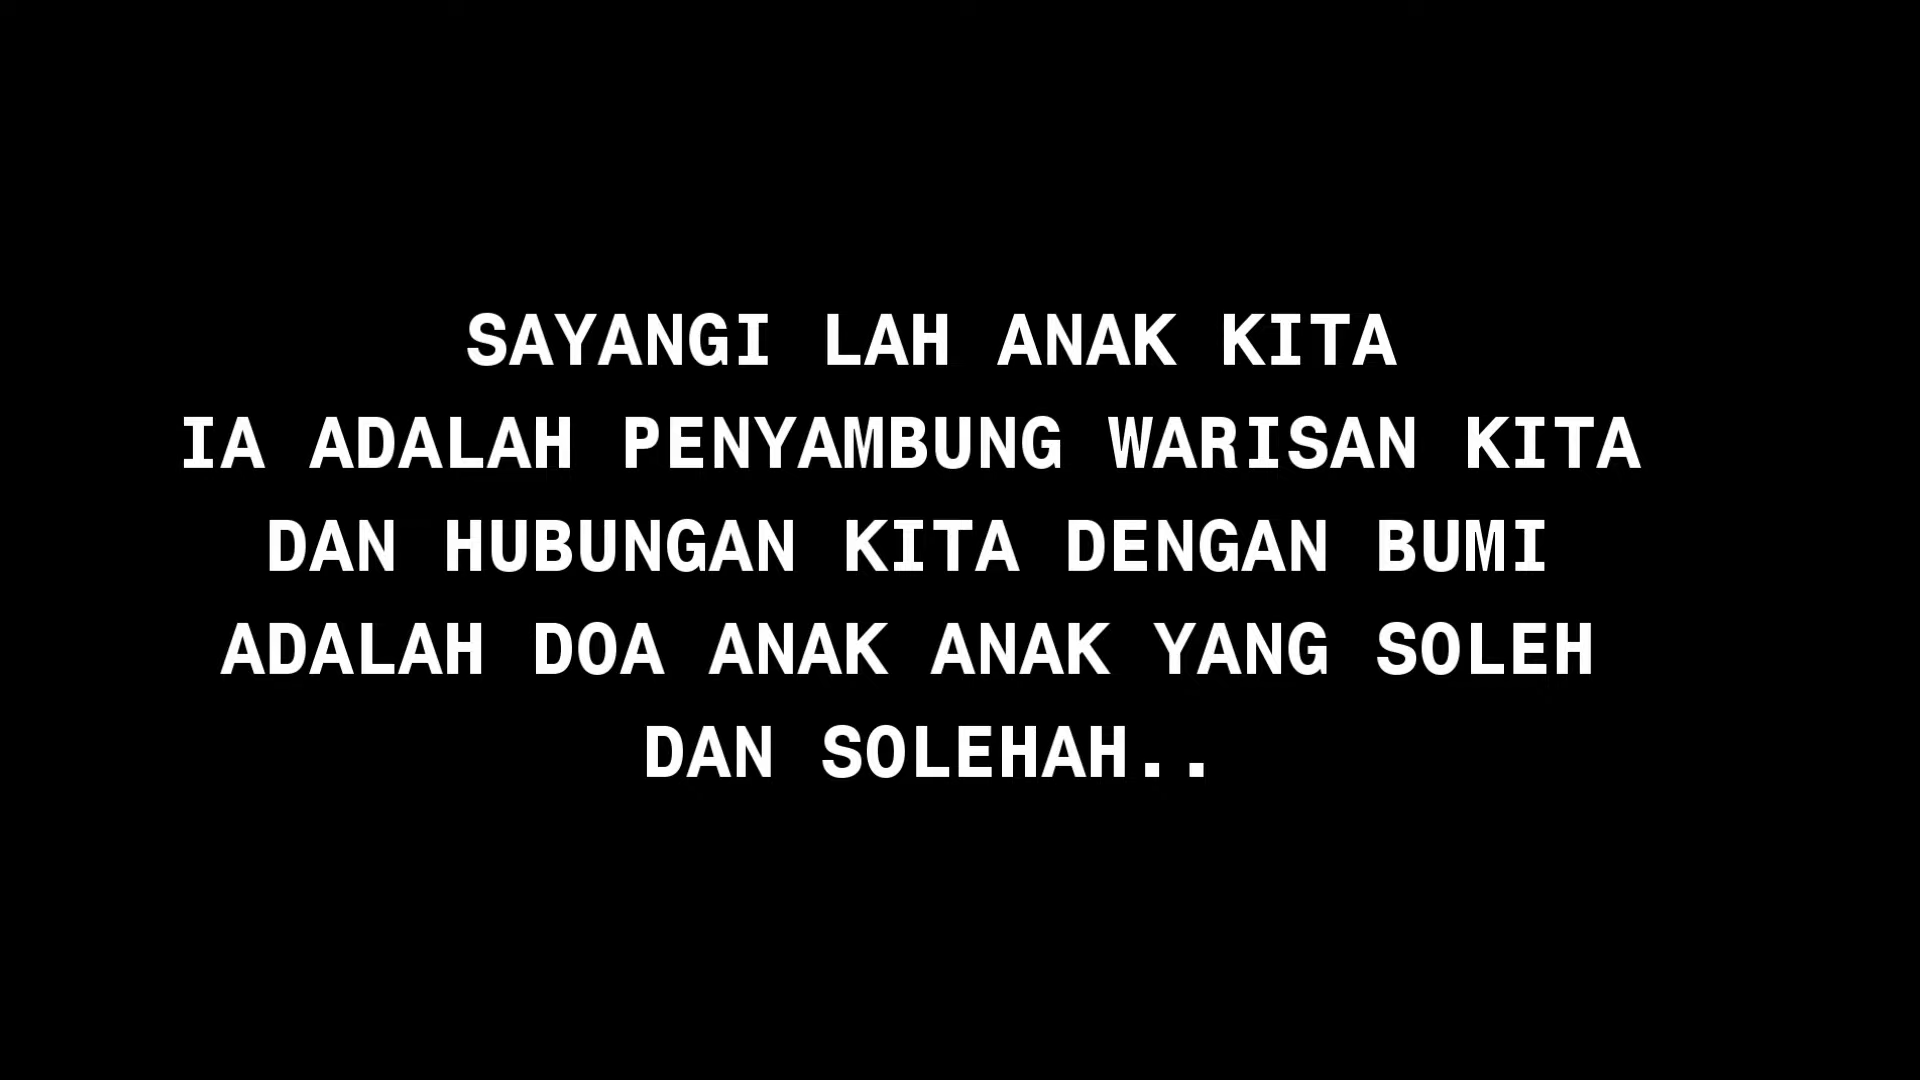 SAYANGI LAH ANAK KITA
IA ADALAH PENYAMBUNG WARISAN KITA
DAN HUBUNGAN KITA DENGAN BUMI
ADALAH DOA ANAK ANAK YANG SOLEH
DAN SOLEHAH..